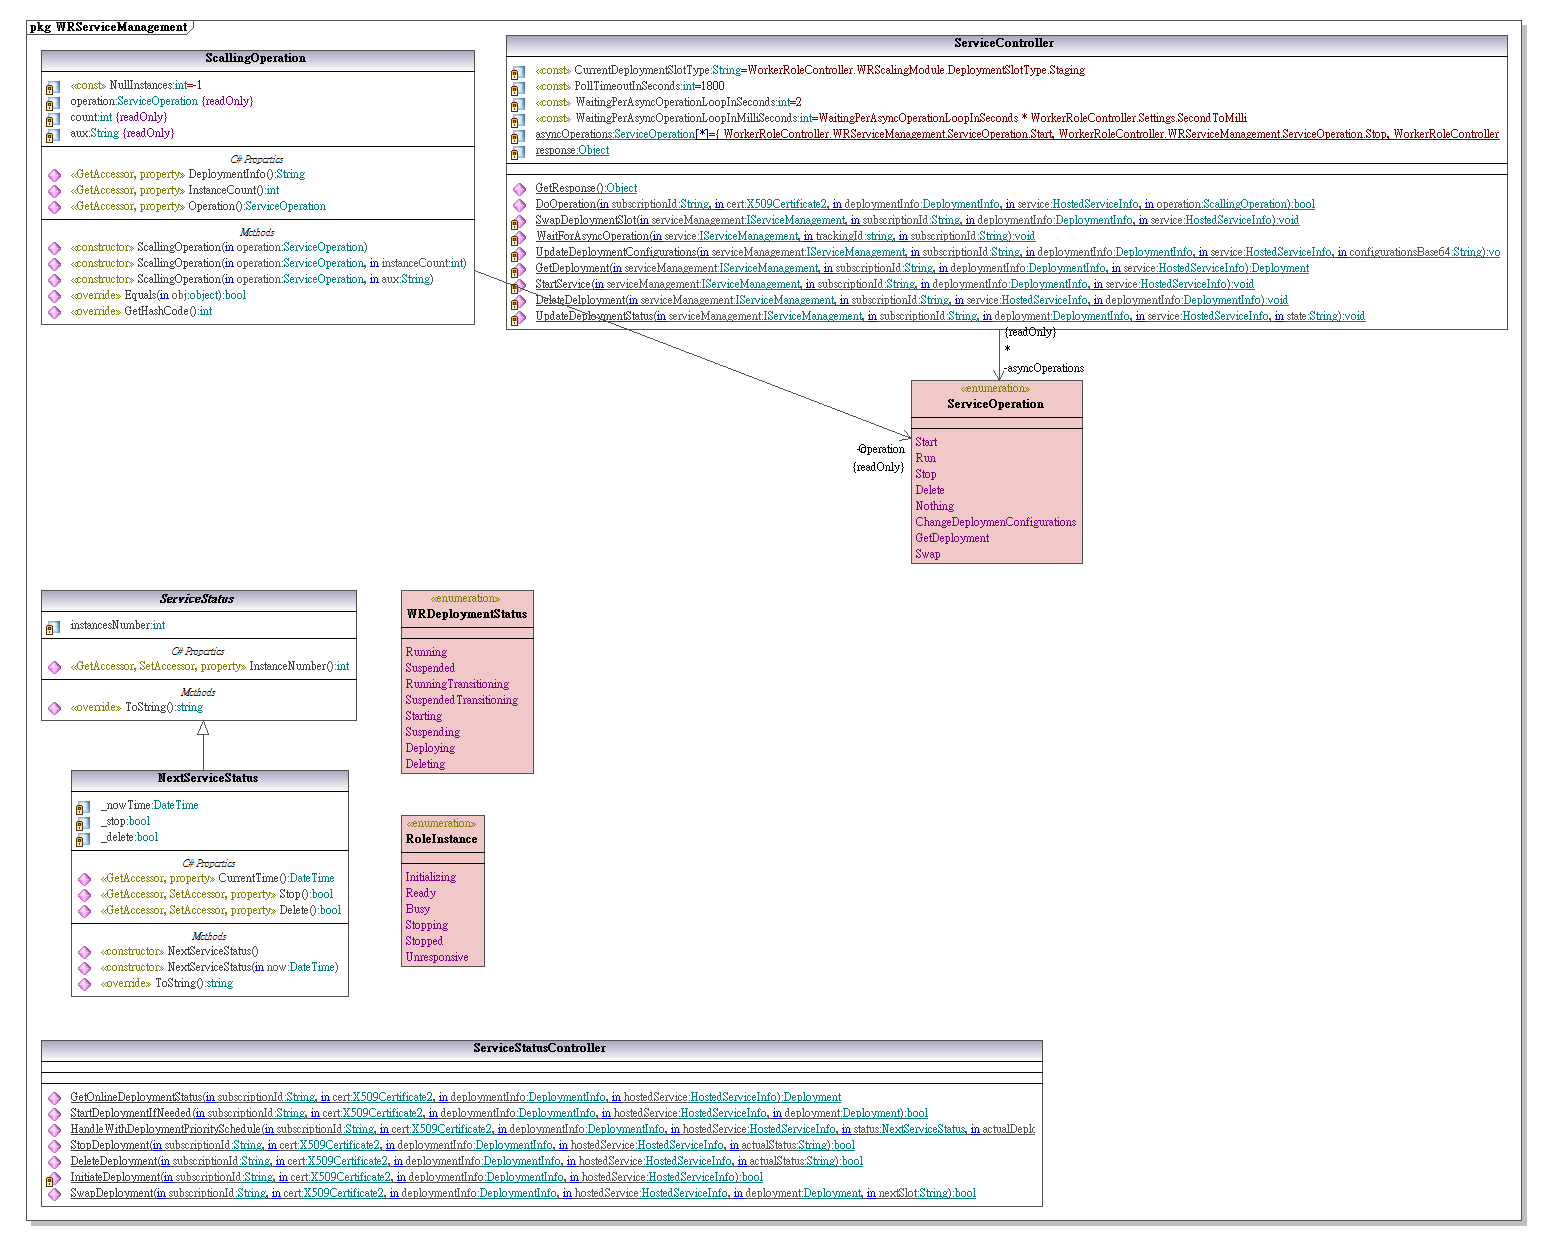 pkg WRServiceManagement
ScallingOperation
«const» NullInstances:int=-1
operation:ServiceOperation {readOnly}
count:int {readOnly}
aux:String {readOnly}
C# Properties
«GetAccessor, property» DeploymentInfo():String
«GetAccessor, property» InstanceCount():int
«GetAccessor, property» Operation():ServiceOperation
Methods
«constructor» ScallingOperation(in operation:ServiceOperation)
«constructor» ScallingOperation(in operation:ServiceOperation, in instanceCount:int)
«constructor» ScallingOperation(in operation:ServiceOperation, in aux:String)
«override» Equals(in obj:object):bool
«override» GetHashCode():int
ServiceController
«const» CurrentDeploymentSlotType:String=WorkerRoleController.WRScalingModule.DeploymentSlotType.Staging
«const» PollTimeoutInSeconds:int=1800
«const» WaitingPerAsyncOperationLoopInSeconds:int=2
«const» WaitingPerAsyncOperationLoopInMilliSeconds:int=WaitingPerAsyncOperationLoopInSeconds * WorkerRoleController.Settings.SecondToMilli
asyncOperations:ServiceOperation[*]={ WorkerRoleController.WRServiceManagement.ServiceOperation.Start, WorkerRoleController.WRServiceManagement.ServiceOperation.Stop, WorkerRoleController
response:Object
GetResponse():Object
DoOperation(in subscriptionId:String, in cert:X509Certificate2, in deploymentInfo:DeploymentInfo, in service:HostedServiceInfo, in operation:ScallingOperation):bool
SwapDeploymentSlot(in serviceManagement:IServiceManagement, in subscriptionId:String, in deploymentInfo:DeploymentInfo, in service:HostedServiceInfo):void
WaitForAsyncOperation(in service:IServiceManagement, in trackingId:string, in subscriptionId:String):void
UpdateDeploymentConfigurations(in serviceManagement:IServiceManagement, in subscriptionId:String, in deploymentInfo:DeploymentInfo, in service:HostedServiceInfo, in configurationsBase64:String):vo
GetDeployment(in serviceManagement:IServiceManagement, in subscriptionId:String, in deploymentInfo:DeploymentInfo, in service:HostedServiceInfo):Deployment
StartService(in serviceManagement:IServiceManagement, in subscriptionId:String, in deploymentInfo:DeploymentInfo, in service:HostedServiceInfo):void
DelateDelployment(in serviceManagement:IServiceManagement, in subscriptionId:String, in service:HostedServiceInfo, in deploymentInfo:DeploymentInfo):void
UpdateDeploymentStatus(in serviceManagement:IServiceManagement, in subscriptionId:String, in deployment:DeploymentInfo, in service:HostedServiceInfo, in state:String):void
{readOnly}
*
-asyncOperations
«enumeration»
ServiceOperation
Start
Run
Stop
Delete
Nothing
ChangeDeploymenConfigurations
GetDeployment
Swap
-operation
{readOnly}
ServiceStatus
instancesNumber:int
C# Properties
«GetAccessor, SetAccessor, property» InstanceNumber():int
Methods
«override» ToString():string
NextServiceStatus
_nowTime:DateTime
_stop:bool
_delete:bool
C# Properties
«GetAccessor, property» CurrentTime():DateTime
«GetAccessor, SetAccessor, property» Stop():bool
«GetAccessor, SetAccessor, property» Delete():bool
Methods
«constructor» NextServiceStatus()
«constructor» NextServiceStatus(in now:DateTime)
«override» ToString():string
«enumeration»
WRDeploymentStatus
Running
Suspended
RunningTransitioning
SuspendedTransitioning
Starting
Suspending
Deploying
Deleting
«enumeration»
RoleInstance
Initializing
Ready
Busy
Stopping
Stopped
Unresponsive
ServiceStatusController
GetOnlineDeploymentStatus(in subscriptionId:String, in cert:X509Certificate2, in deploymentInfo:DeploymentInfo, in hostedService:HostedServiceInfo):Deployment
StartDeploymentIfNeeded(in subscriptionId:String, in cert:X509Certificate2, in deploymentInfo:DeploymentInfo, in hostedService:HostedServiceInfo, in deployment:Deployment):bool
HandleWithDeploymentPrioritySchedule(in subscriptionId:String, in cert:X509Certificate2, in deploymentInfo:DeploymentInfo, in hostedService:HostedServiceInfo, in status:NextServiceStatus, in actualDeplo
StopDeployment(in subscriptionId:String, in cert:X509Certificate2, in deploymentInfo:DeploymentInfo, in hostedService:HostedServiceInfo, in actualStatus:String):bool
DeleteDeployment(in subscriptionId:String, in cert:X509Certificate2, in deploymentInfo:DeploymentInfo, in hostedService:HostedServiceInfo, in actualStatus:String):bool
InitiateDeployment(in subscriptionId:String, in cert:X509Certificate2, in deploymentInfo:DeploymentInfo, in hostedService:HostedServiceInfo):bool
SwapDeployment(in subscriptionId:String, in cert:X509Certificate2, in deploymentInfo:DeploymentInfo, in hostedService:HostedServiceInfo, in deployment:Deployment, in nextSlot:String):bool